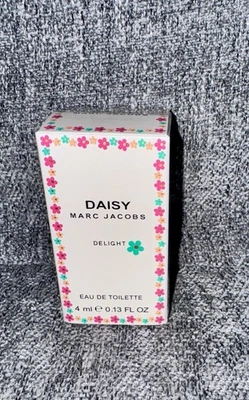 DAISY
MARC JACOBS
DELIGHT
EAU DE TOILETTE
4 ml ℮ 0.13 FL OZ